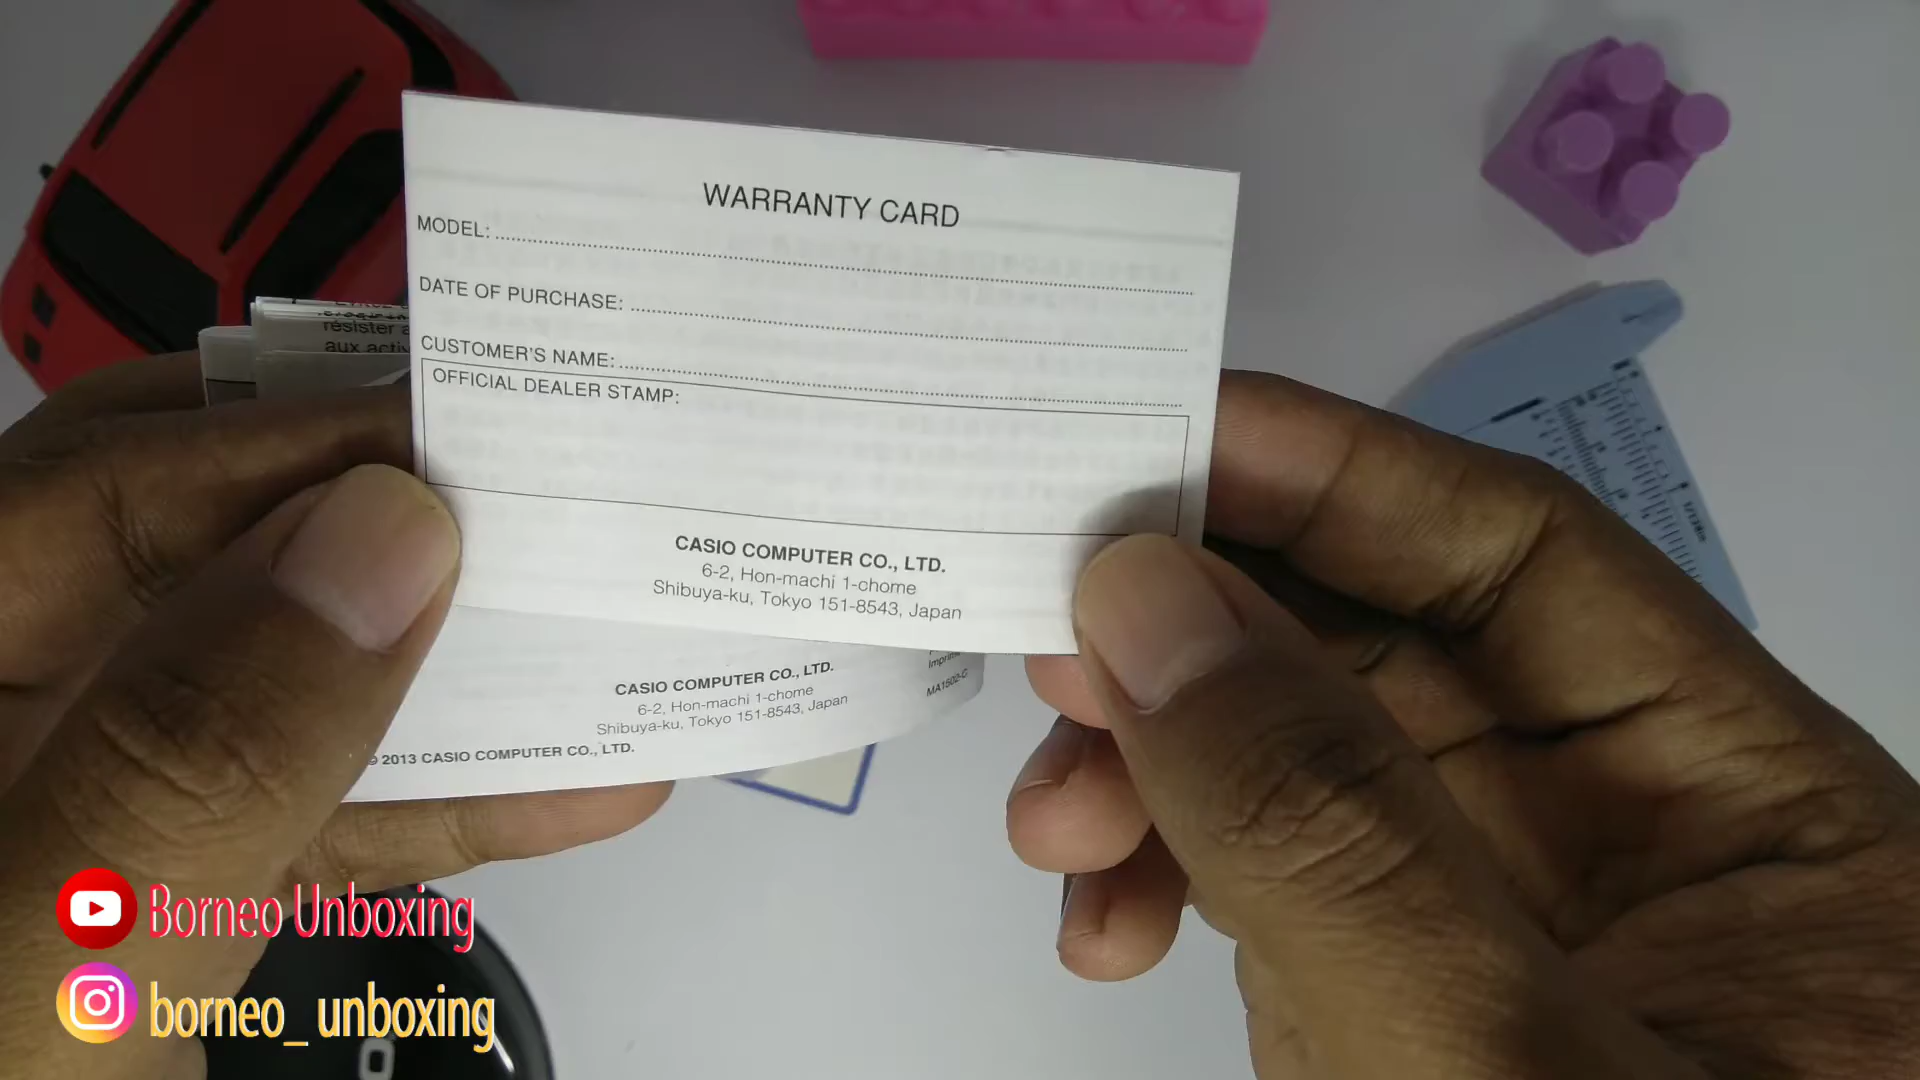 WARRANTY CARD
MODEL:
DATE OF PURCHASE:
CUSTOMER'S NAME:
OFFICIAL DEALER STAMP:
CASIO COMPUTER CO., LTD.
6-2, Hon-machi 1-chome
Shibuya-ku, Tokyo 151-8543, Japan
résister a
aux activ
CASIO COMPUTER CO., LTD.
6-2, Hon-machi 1-chome
Shibuya-ku, Tokyo 151-8543, Japan
© 2013 CASIO COMPUTER CO., LTD.
MA1502-C
Borneo Unboxing
borneo_unboxing